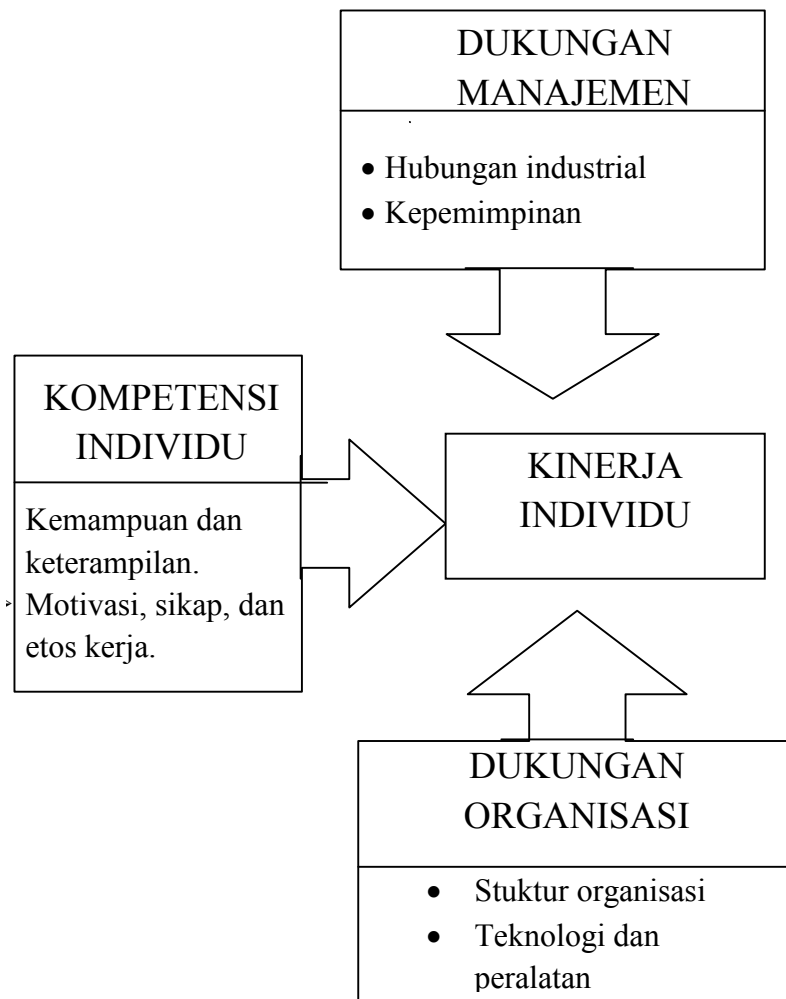 DUKUNGAN
MANAJEMEN
• Hubungan industrial
• Kepemimpinan
KOMPETENSI
INDIVIDU
Kemampuan dan
keterampilan.
Motivasi, sikap, dan
etos kerja.
KINERJA
INDIVIDU
DUKUNGAN
ORGANISASI
• Stuktur organisasi
• Teknologi dan
peralatan